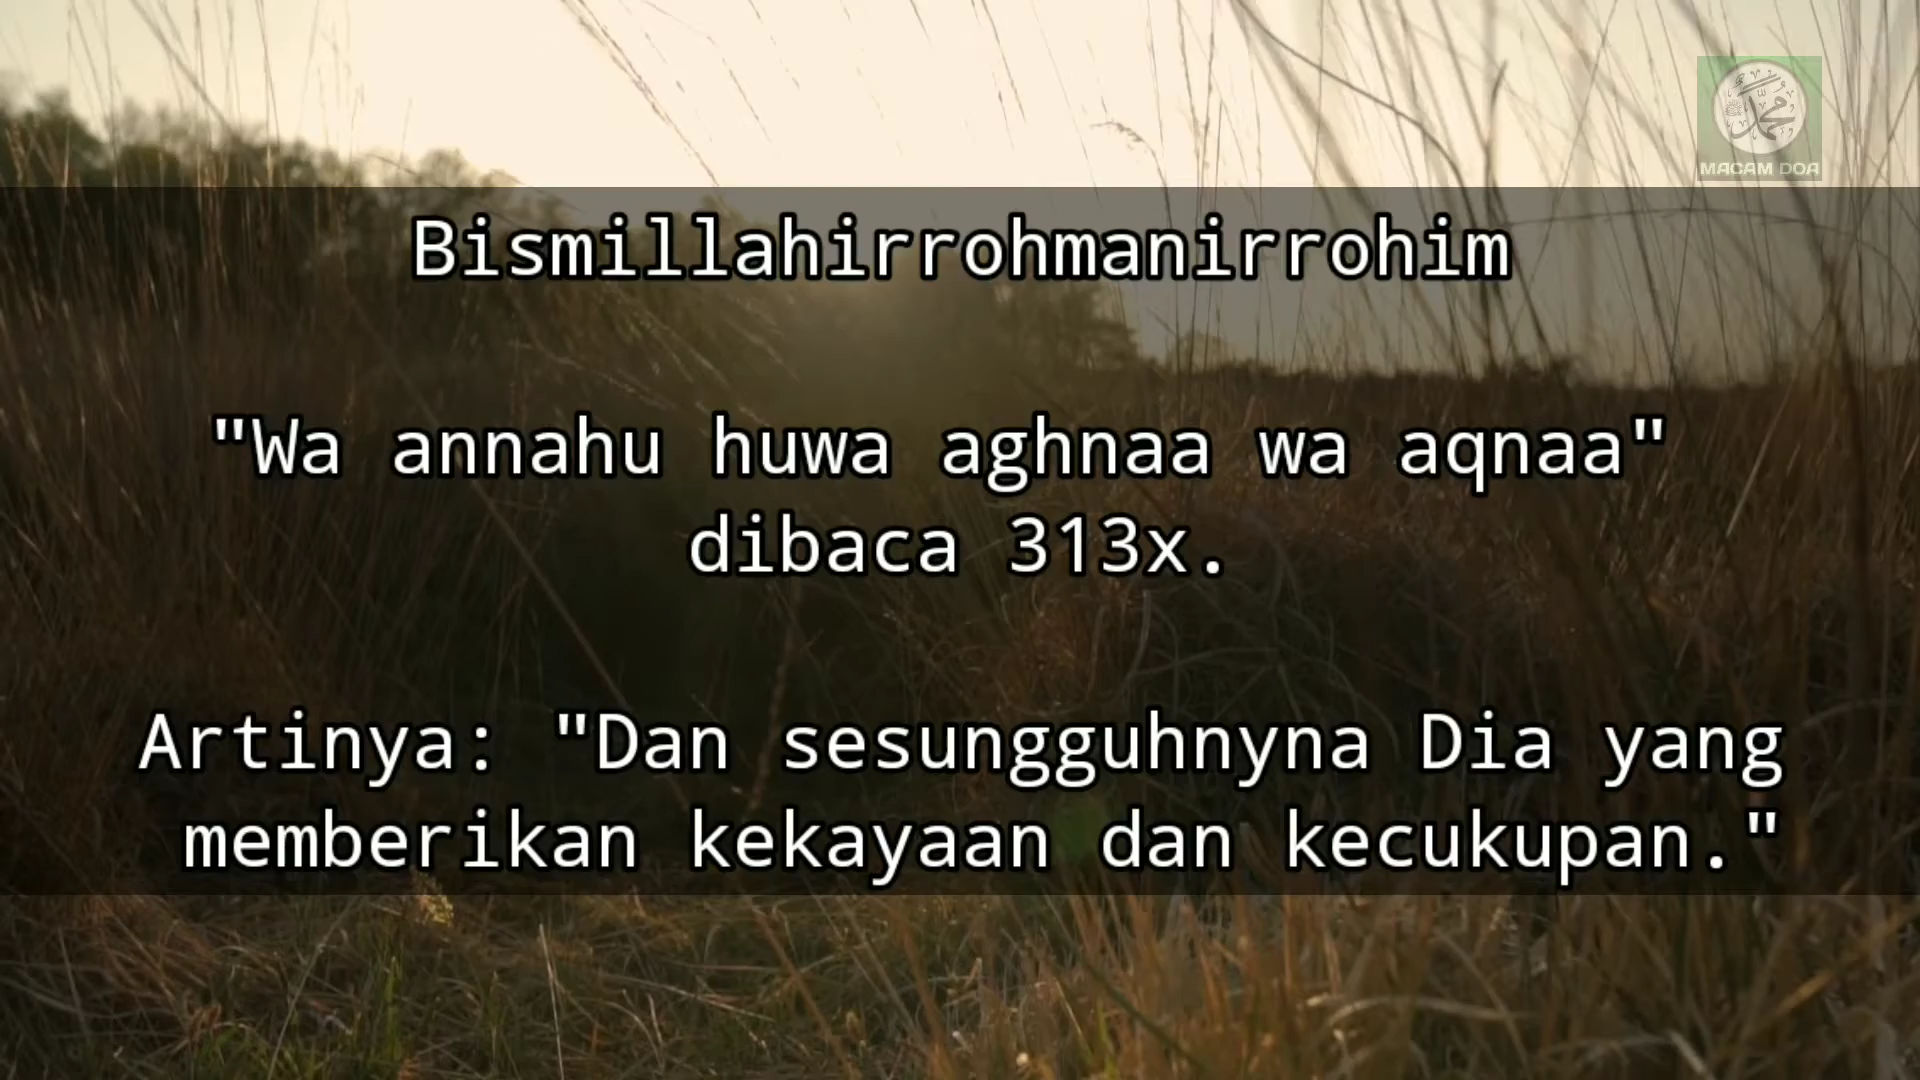 محمد
MACAM DOA
Bismillahirrohmanirrohim
"Wa annahu huwa aghnaa wa aqnaa"
dibaca 313x.
Artinya: "Dan sesungguhnyna Dia yang
memberikan kekayaan dan kecukupan."